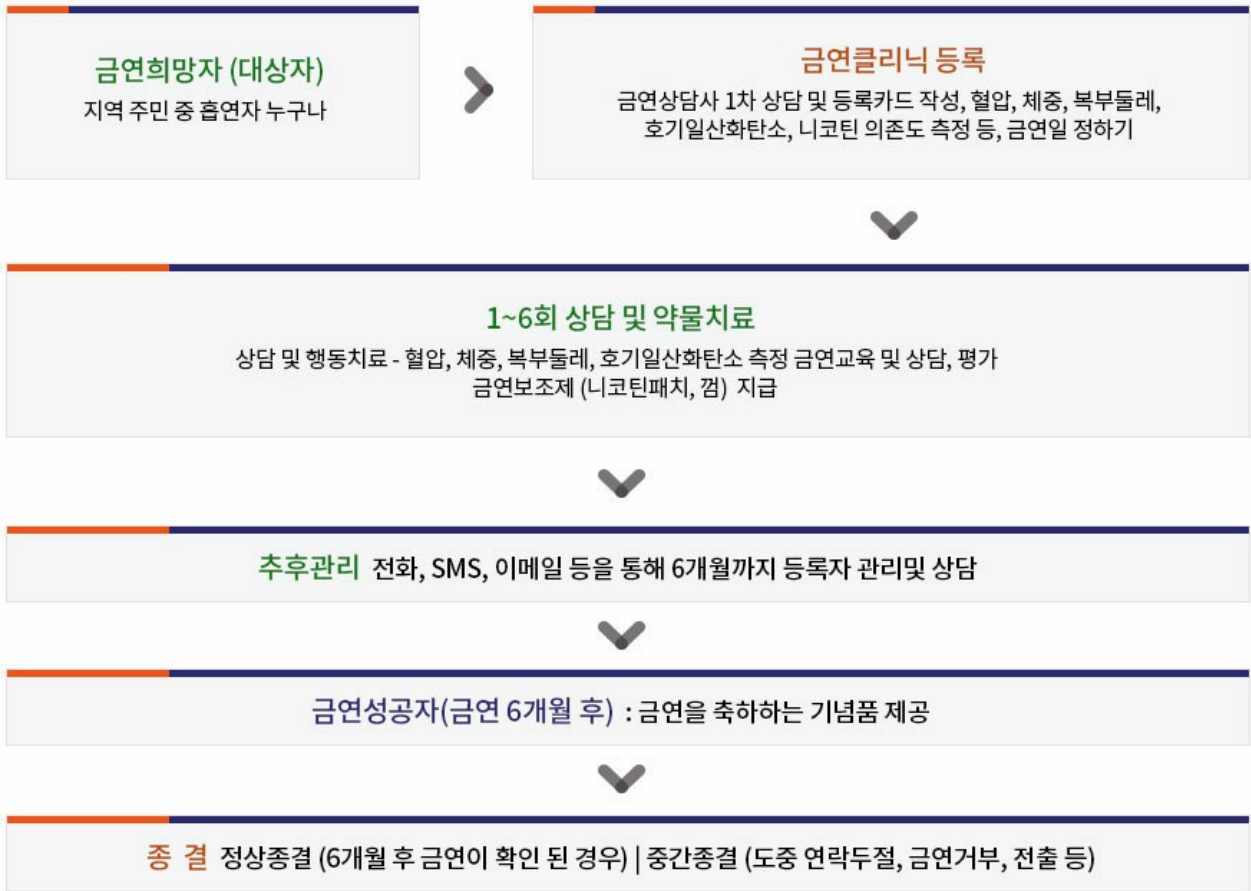 금연희망자 (대상자)
지역 주민 중 흡연자 누구나
금연클리닉 등록
금연상담사 1차 상담 및 등록카드 작성, 혈압, 체중, 복부둘레,
호기일산화탄소, 니코틴 의존도 측정 등, 금연일 정하기
1~6회 상담 및 약물치료
상담 및 행동치료 - 혈압, 체중, 복부둘레, 호기일산화탄소 측정 금연교육 및 상담, 평가
금연보조제 (니코틴패치, 껌) 지급
추후관리 전화, SMS, 이메일 등을 통해 6개월까지 등록자 관리및 상담
금연성공자(금연 6개월 후) : 금연을 축하하는 기념품 제공
종 결 정상종결 (6개월 후 금연이 확인 된 경우) | 중간종결 (도중 연락두절, 금연거부, 전출 등)